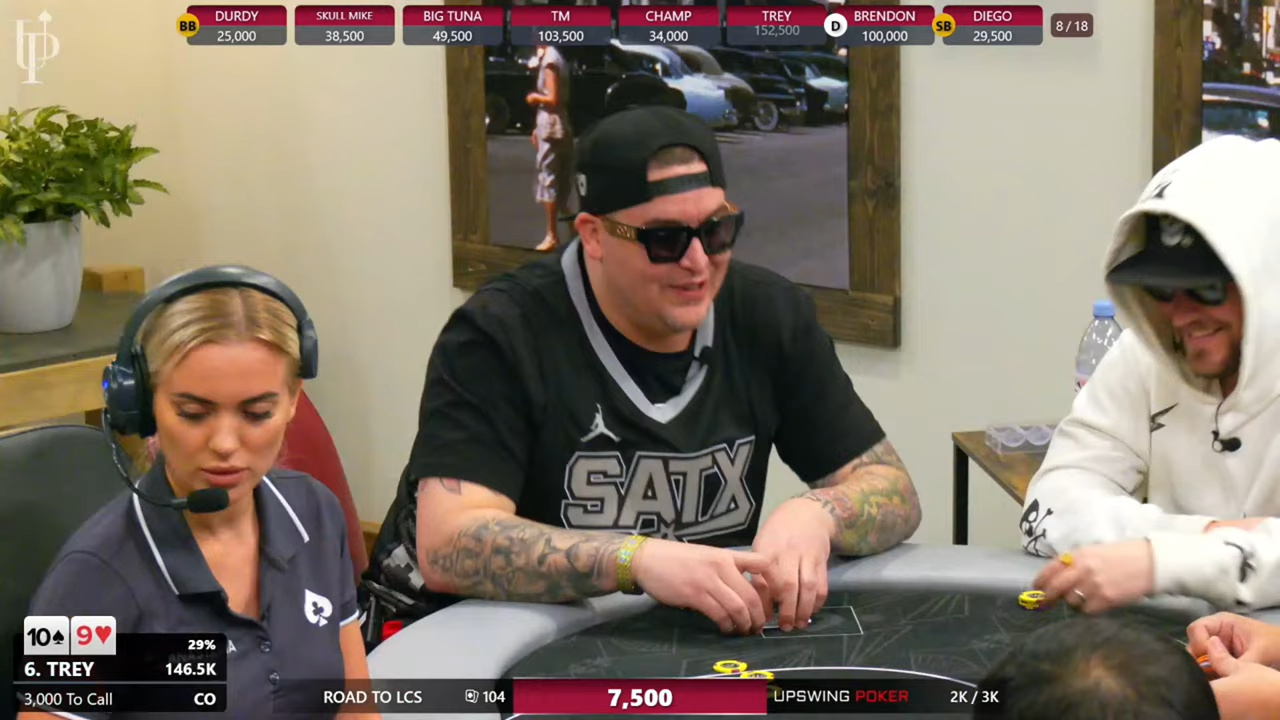 UP
BB
DURDY
25,000
SKULL MIKE
38,500
BIG TUNA
49,500
TM
103,500
CHAMP
34,000
TREY
152,500
D
BRENDON
100,000
SB
DIEGO
29,500
8 / 18
SATX
10♠ 9♥
29%
6. TREY 146.5K
3,000 To Call CO
ROAD TO LCS
104
7,500
UPSWING POKER
2K / 3K